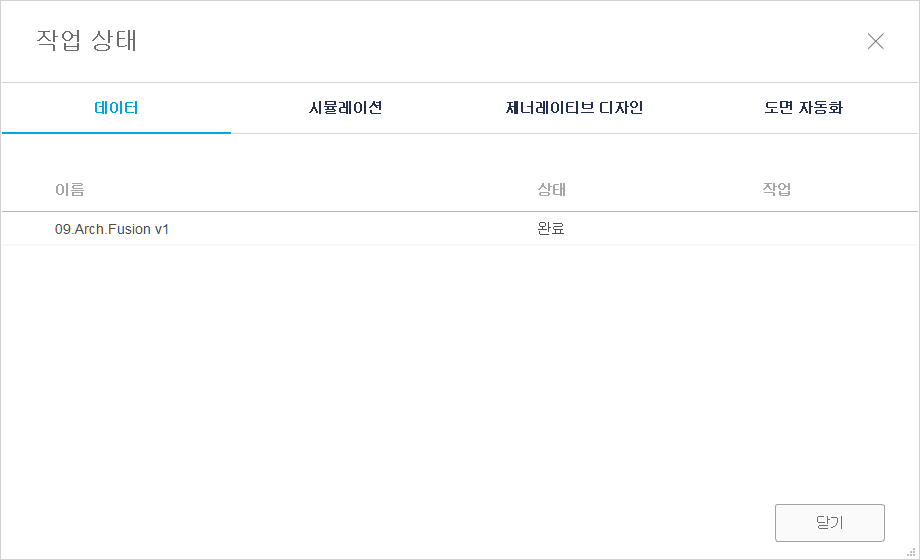 작업 상태
데이터 시뮬레이션 제너레이티브 디자인 도면 자동화
이름 상태 작업
09.Arch.Fusion v1 완료
닫기